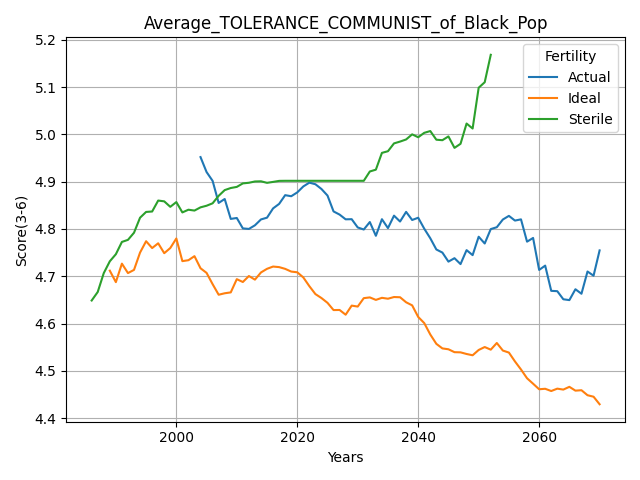 Average_TOLERANCE_COMMUNIST_of_Black_Pop
Fertility
Actual
Ideal
Sterile
Score(3-6)
5.2
5.1
5.0
4.9
4.8
4.7
4.6
4.5
4.4
2000
2020
2040
2060
Years